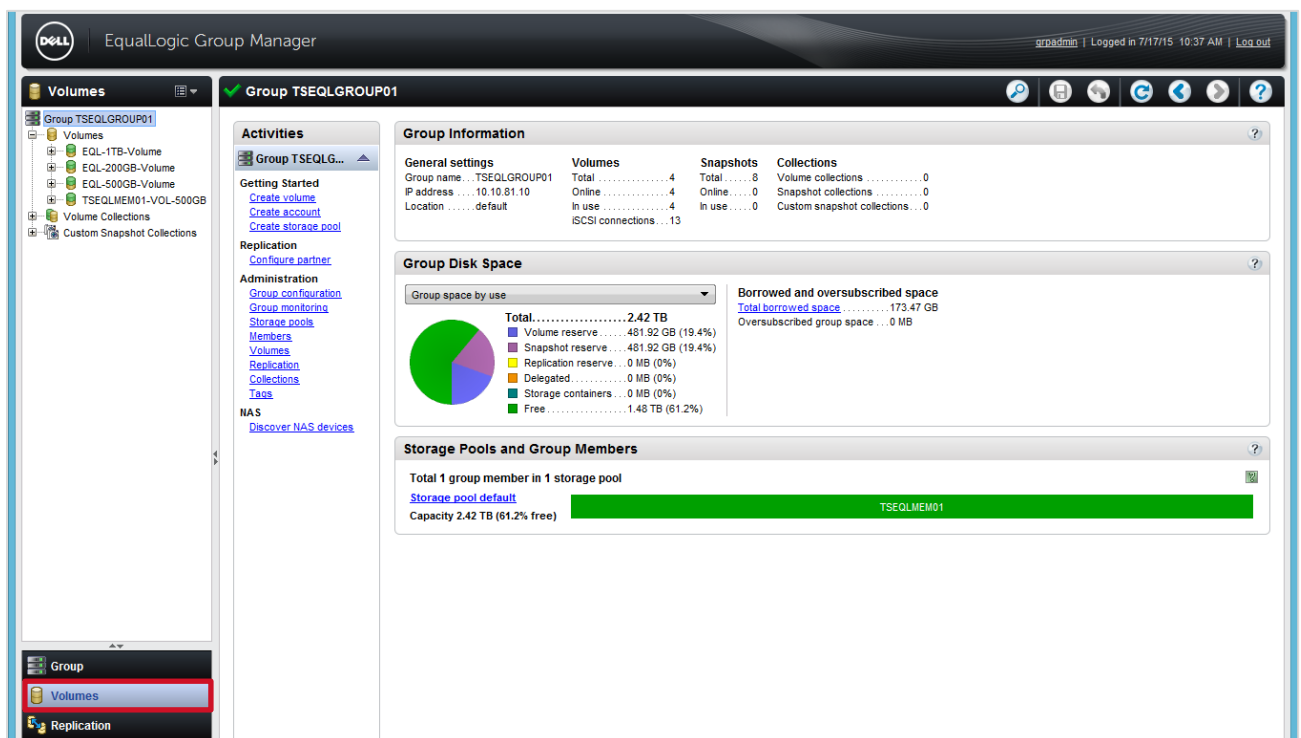 DELL
EqualLogic Group Manager
grpadmin | Logged in 7/17/15 10:37 AM | Log out
Volumes
Group TSEQLGROUP01
Volumes
EQL-1TB-Volume
EQL-200GB-Volume
EQL-500GB-Volume
TSEQLMEM01-VOL-500GB
Volume Collections
Custom Snapshot Collections
Group
Volumes
Replication
Group TSEQLGROUP01
Activities
Group TSEQLG...
Getting Started
Create volume
Create account
Create storage pool
Replication
Configure partner
Administration
Group configuration
Group monitoring
Storage pools
Members
Volumes
Replication
Collections
Tags
NAS
Discover NAS devices
Group Information
General settings
Group name...TSEQLGROUP01
IP address ....10.10.81.10
Location ......default
Volumes
Total ..............4
Online .............4
In use .............4
iSCSI connections...13
Snapshots
Total......8
Online.....0
In use.....0
Collections
Volume collections ............0
Snapshot collections ..........0
Custom snapshot collections...0
Group Disk Space
Group space by use
Total...................2.42 TB
Volume reserve......481.92 GB (19.4%)
Snapshot reserve....481.92 GB (19.4%)
Replication reserve...0 MB (0%)
Delegated............0 MB (0%)
Storage containers...0 MB (0%)
Free.................1.48 TB (61.2%)
Borrowed and oversubscribed space
Total borrowed space..........173.47 GB
Oversubscribed group space ...0 MB
Storage Pools and Group Members
Total 1 group member in 1 storage pool
Storage pool default
Capacity 2.42 TB (61.2% free)
TSEQLMEM01